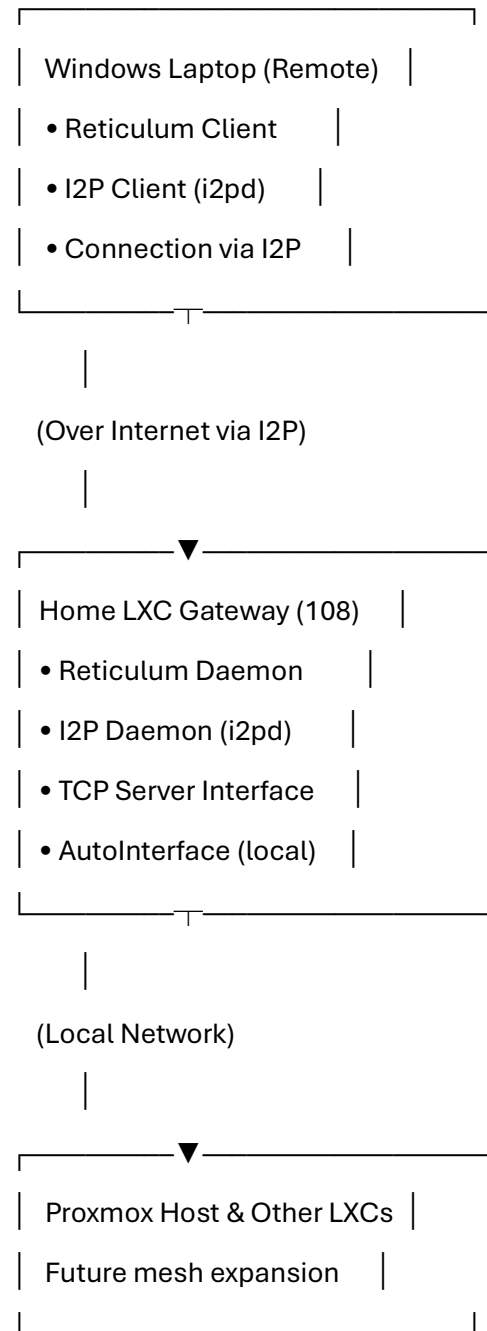 Windows Laptop (Remote)
• Reticulum Client
• I2P Client (i2pd)
• Connection via I2P
(Over Internet via I2P)
Home LXC Gateway (108)
• Reticulum Daemon
• I2P Daemon (i2pd)
• TCP Server Interface
• AutoInterface (local)
(Local Network)
Proxmox Host & Other LXCs
Future mesh expansion